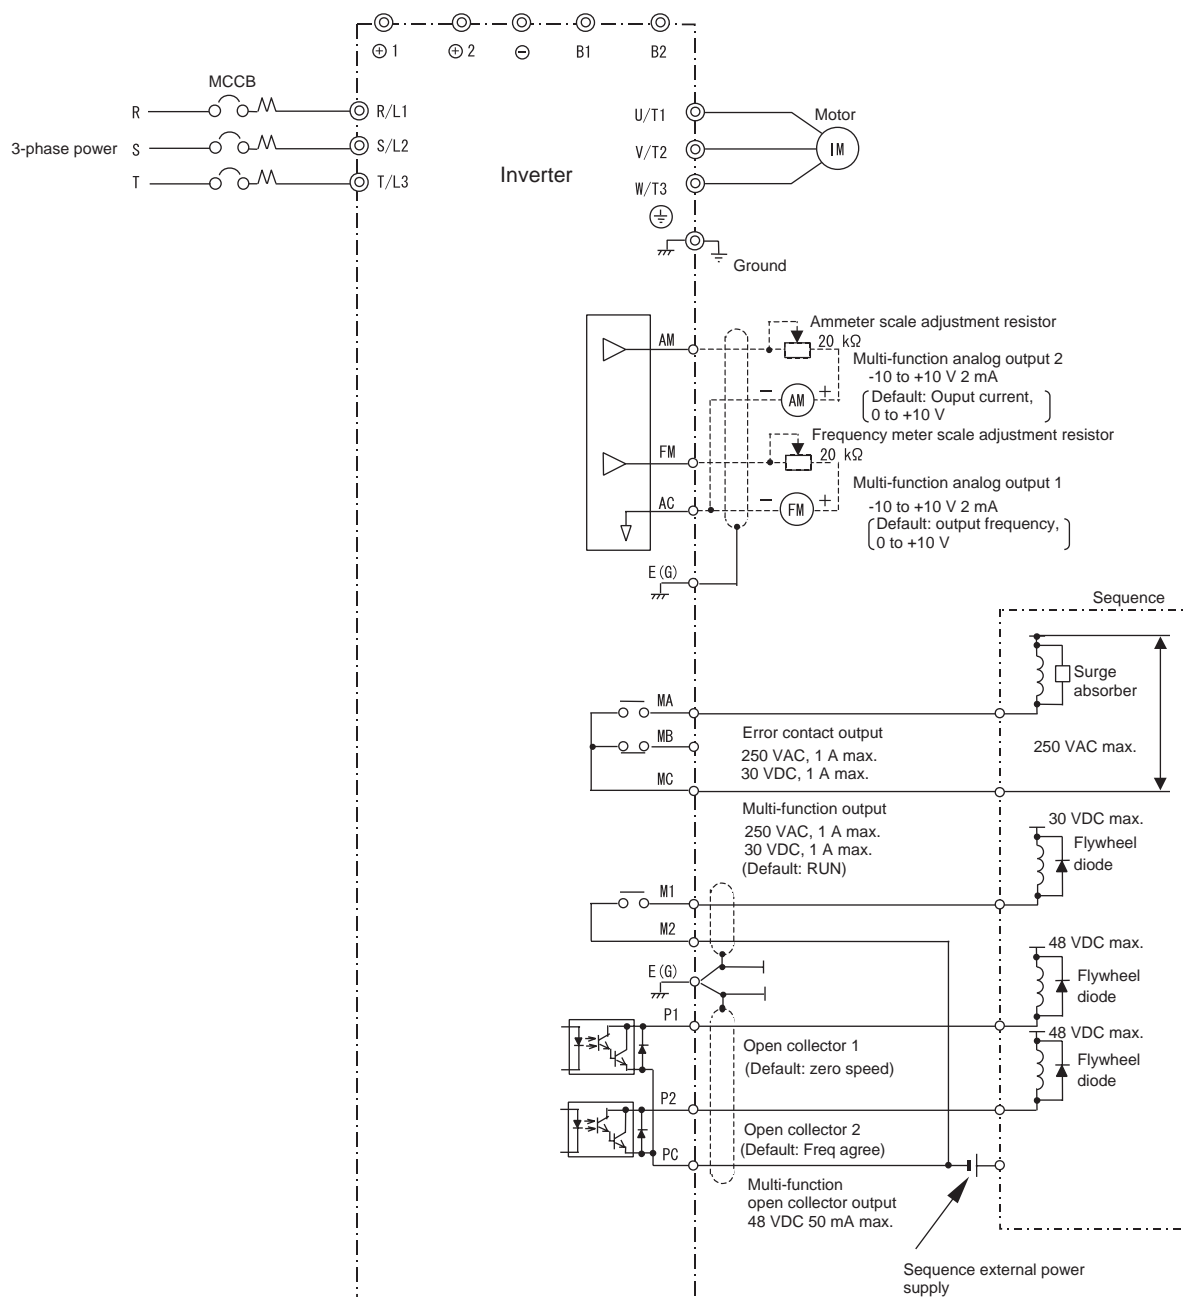 ⊕ 1 ⊕ 2 ⊖ B1 B2
MCCB
R R/L1 U/T1 Motor
3-phase power S S/L2 V/T2 IM
T T/L3 Inverter W/T3
Ground
Ammeter scale adjustment resistor
AM 20 kΩ
Multi-function analog output 2
-10 to +10 V 2 mA
− AM +
Default: Ouput current,
0 to +10 V
Frequency meter scale adjustment resistor
FM 20 kΩ
Multi-function analog output 1
AC − FM +
-10 to +10 V 2 mA
Default: output frequency,
0 to +10 V
E(G)
Sequence
Surge
absorber
MA
Error contact output
MB
250 VAC, 1 A max.
30 VDC, 1 A max.
250 VAC max.
MC
Multi-function output
250 VAC, 1 A max.
30 VDC, 1 A max.
(Default: RUN)
30 VDC max.
Flywheel
diode
M1
M2
48 VDC max.
E(G)
Flywheel
diode
P1
48 VDC max.
Open collector 1
(Default: zero speed)
Flywheel
diode
P2
Open collector 2
(Default: Freq agree)
PC
Multi-function
open collector output
48 VDC 50 mA max.
Sequence external power
supply